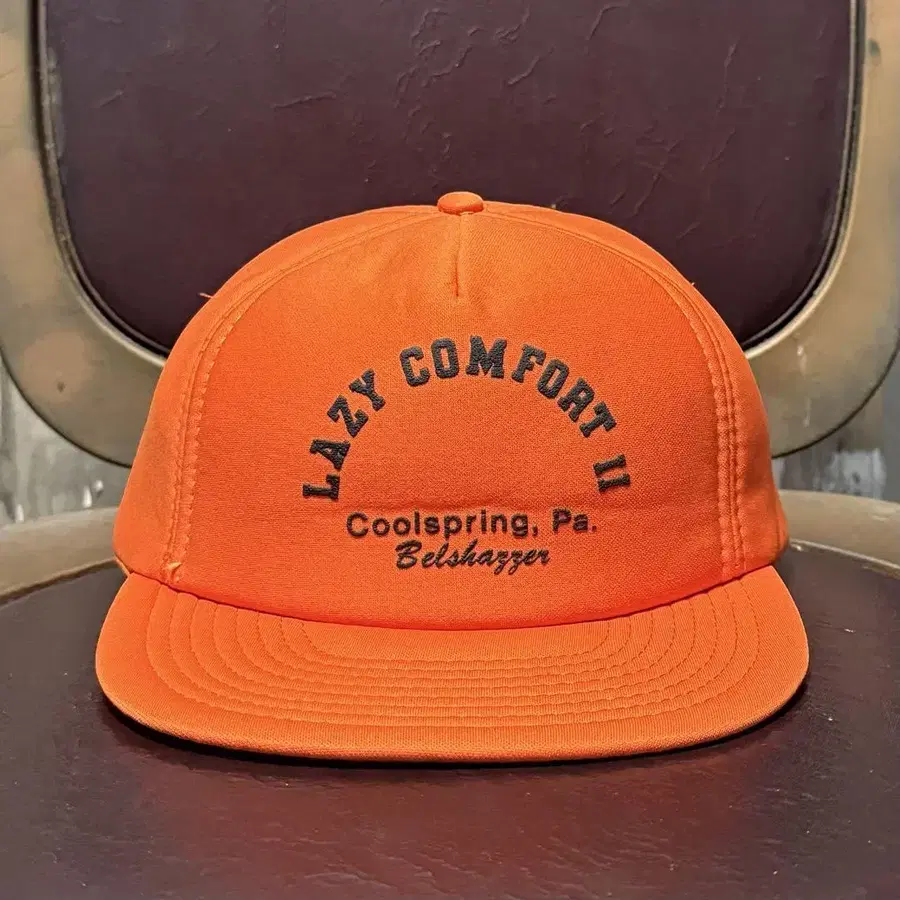 LAZY COMFORT II
Coolspring, Pa.
Belshazzer